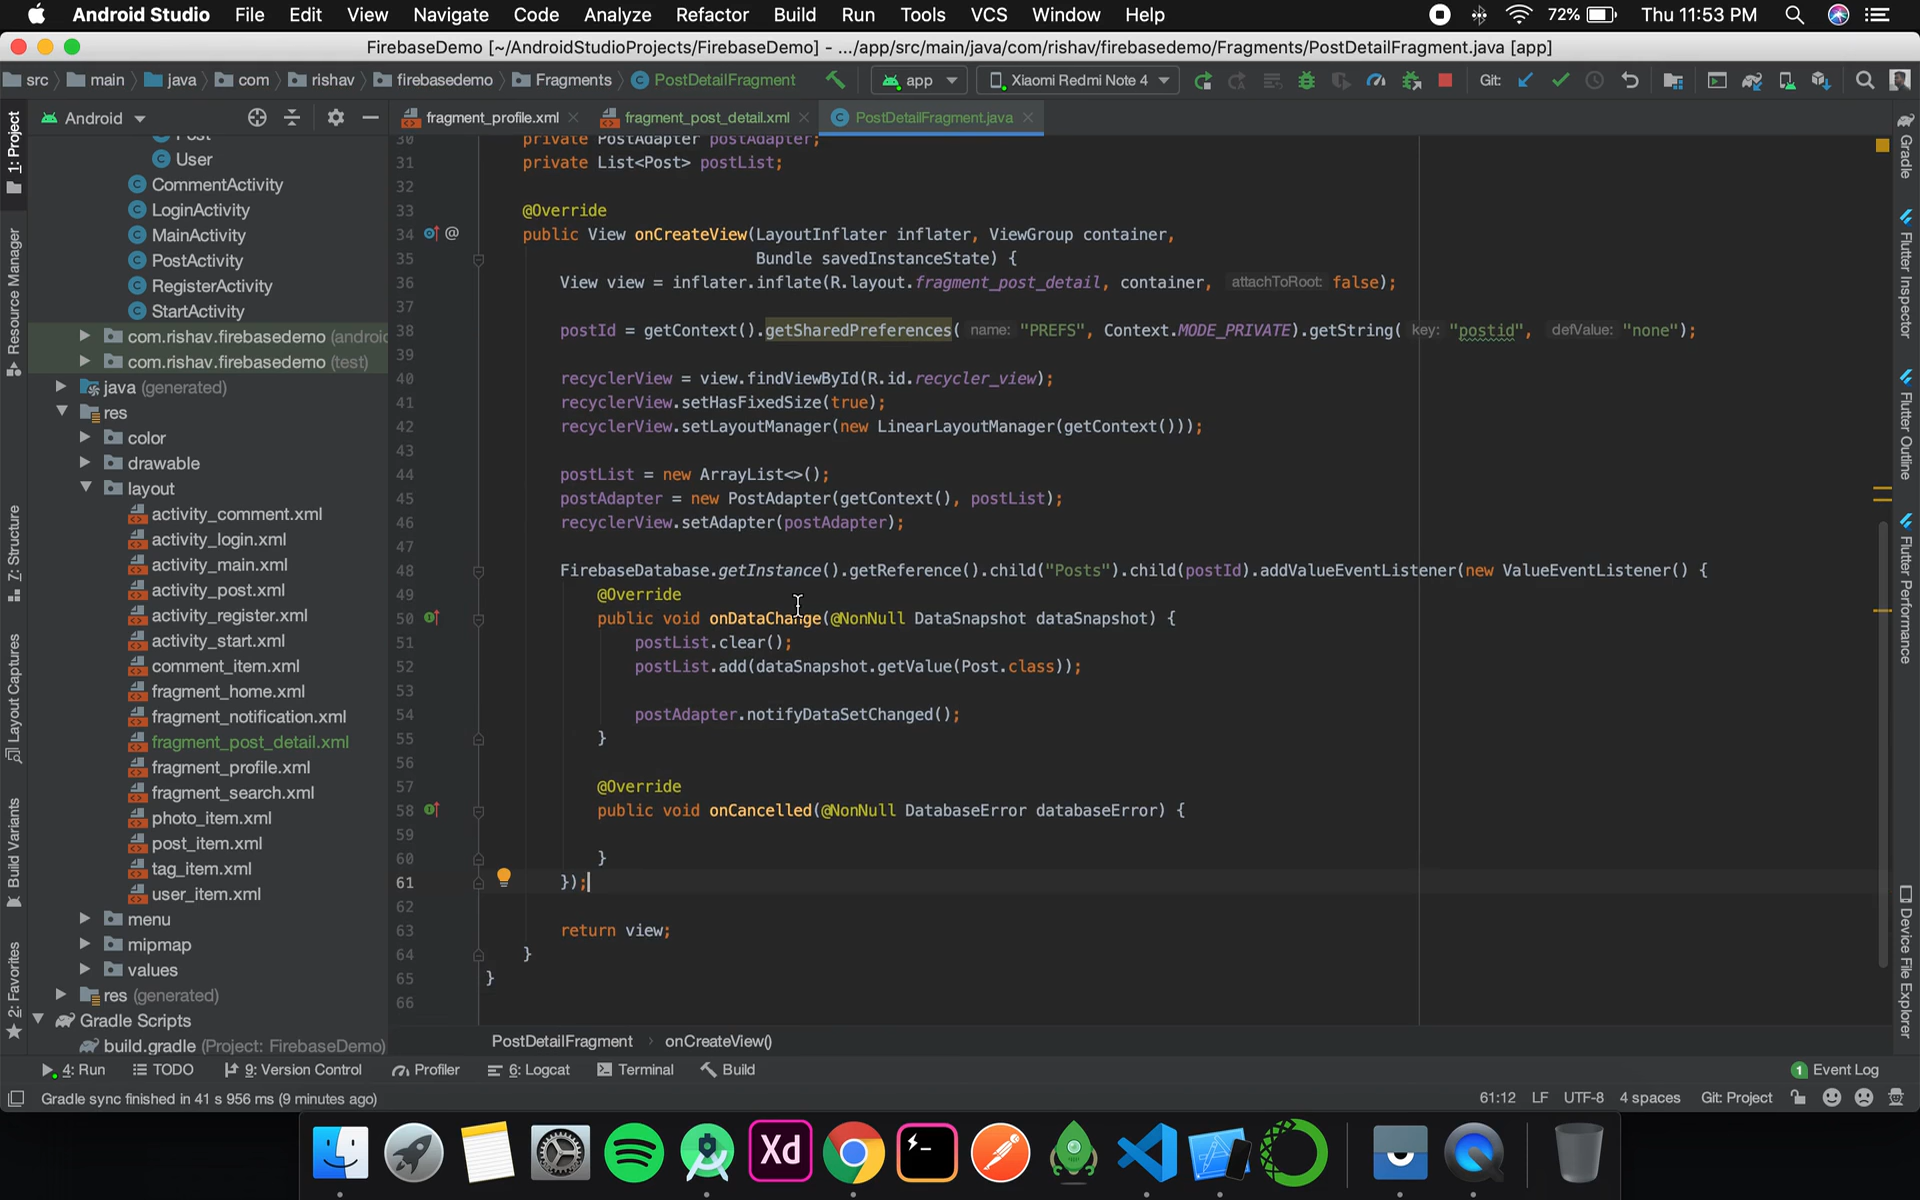 Android Studio File Edit View Navigate Code Analyze Refactor Build Run Tools VCS Window Help 72% Thu 11:53 PM
FirebaseDemo [~/AndroidStudioProjects/FirebaseDemo] - .../app/src/main/java/com/rishav/firebasedemo/Fragments/PostDetailFragment.java [app]
src main java com rishav firebasedemo Fragments PostDetailFragment app Xiaomi Redmi Note 4 Git:
Android
fragment_profile.xml fragment_post_detail.xml PostDetailFragment.java
1: Project
Resource Manager
7: Structure
Layout Captures
Build Variants
2: Favorites
Post
User
CommentActivity
LoginActivity
MainActivity
PostActivity
RegisterActivity
StartActivity
com.rishav.firebasedemo (androic
com.rishav.firebasedemo (test)
java (generated)
res
color
drawable
layout
activity_comment.xml
activity_login.xml
activity_main.xml
activity_post.xml
activity_register.xml
activity_start.xml
comment_item.xml
fragment_home.xml
fragment_notification.xml
fragment_post_detail.xml
fragment_profile.xml
fragment_search.xml
photo_item.xml
post_item.xml
tag_item.xml
user_item.xml
menu
mipmap
values
res (generated)
Gradle Scripts
build.gradle (Project: FirebaseDemo)
30 private PostAdapter postAdapter;
31 private List<Post> postList;
32
33 @Override
34 @ public View onCreateView(LayoutInflater inflater, ViewGroup container,
35 Bundle savedInstanceState) {
36 View view = inflater.inflate(R.layout.fragment_post_detail, container, attachToRoot: false);
37
38 postId = getContext().getSharedPreferences( name: "PREFS", Context.MODE_PRIVATE).getString( key: "postid", defValue: "none");
39
40 recyclerView = view.findViewById(R.id.recycler_view);
41 recyclerView.setHasFixedSize(true);
42 recyclerView.setLayoutManager(new LinearLayoutManager(getContext()));
43
44 postList = new ArrayList<>();
45 postAdapter = new PostAdapter(getContext(), postList);
46 recyclerView.setAdapter(postAdapter);
47
48 FirebaseDatabase.getInstance().getReference().child("Posts").child(postId).addValueEventListener(new ValueEventListener() {
49 @Override
50 public void onDataChange(@NonNull DataSnapshot dataSnapshot) {
51 postList.clear();
52 postList.add(dataSnapshot.getValue(Post.class));
53
54 postAdapter.notifyDataSetChanged();
55 }
56
57 @Override
58 public void onCancelled(@NonNull DatabaseError databaseError) {
59
60 }
61 });
62
63 return view;
64 }
65 }
66
PostDetailFragment onCreateView()
Gradle
Flutter Inspector
Flutter Outline
Flutter Performance
Device File Explorer
4: Run TODO 9: Version Control Profiler 6: Logcat Terminal Build 1 Event Log
Gradle sync finished in 41 s 956 ms (9 minutes ago) 61:12 LF UTF-8 4 spaces Git: Project
Xd